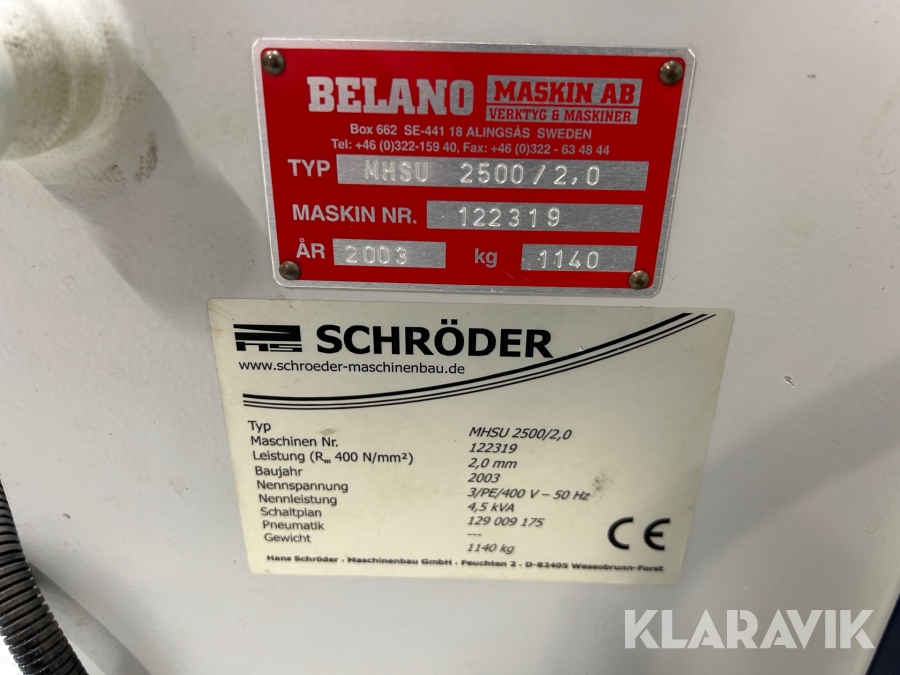 BELANO MASKIN AB
VERKTYG & MASKINER
Box 662 SE-441 18 ALINGSÅS SWEDEN
Tel: +46 (0)322-159 40, Fax: +46 (0)322 - 63 48 44
TYP MHSU 2500/2,0
MASKIN NR. 122319
ÅR 2003 kg 1140
HS SCHRÖDER
www.schroeder-maschinenbau.de
Typ MHSU 2500/2,0
Maschinen Nr. 122319
Leistung (Rm 400 N/mm²) 2,0 mm
Baujahr 2003
Nennspannung 3/PE/400 V – 50 Hz
Nennleistung 4,5 kVA
Schaltplan 129 009 175
Pneumatik ---
Gewicht 1140 kg
CE
Hans Schröder · Maschinenbau GmbH · Feuchten 2 · D-82405 Wessobrunn-Forst
KLARAVIK